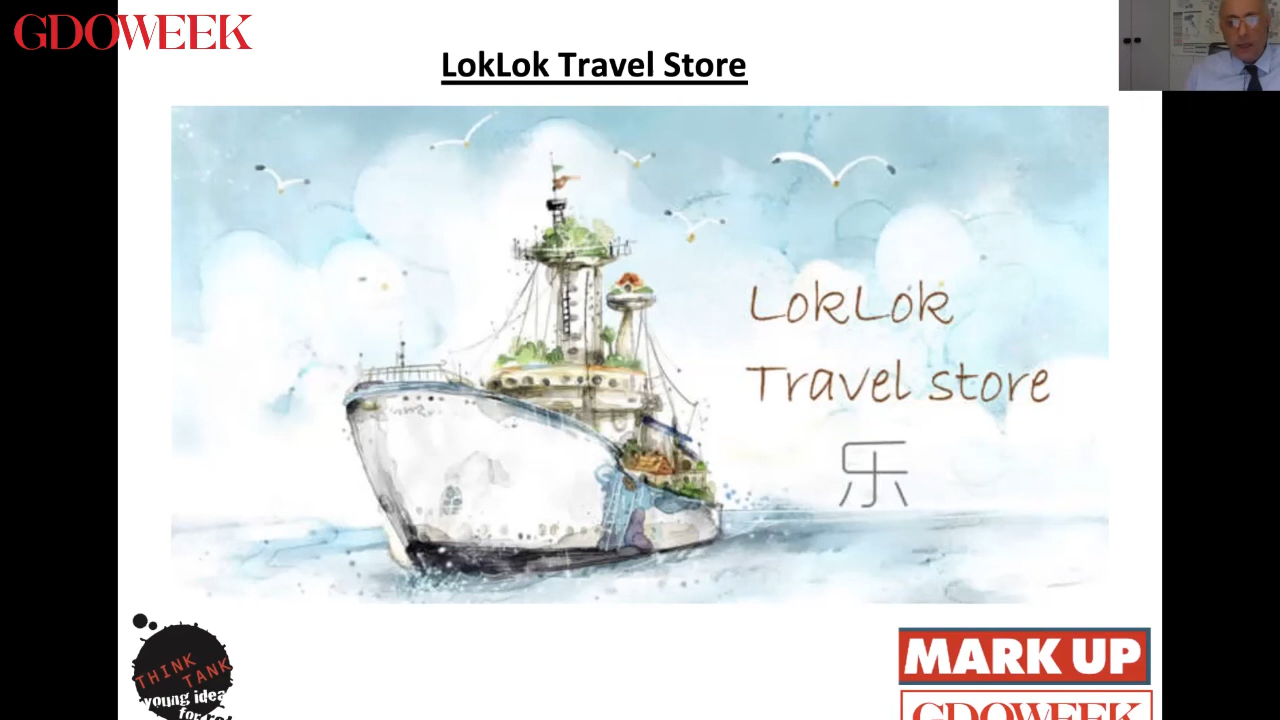 GDOWEEK
LokLok Travel Store
LokLok
Travel store
乐
THINK
TANK
young idea
MARK UP
GDOWEEK